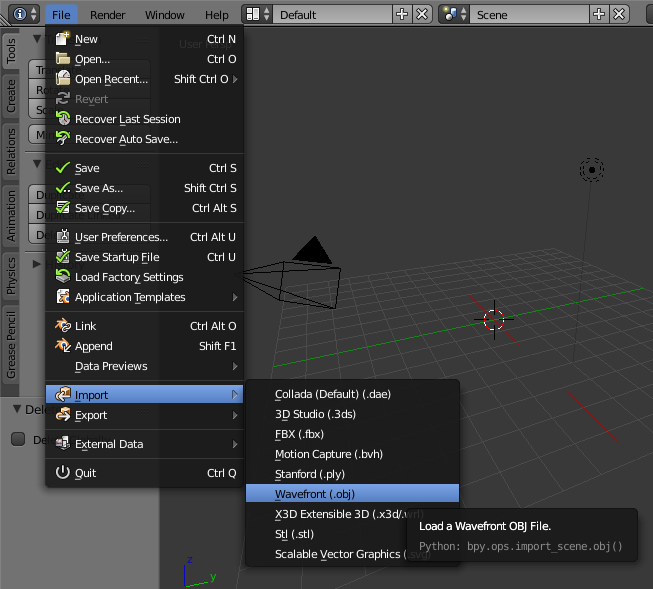 File Render Window Help Default Scene
User Persp
Tools
Create
Relations
Animation
Physics
Grease Pencil
New Ctrl N
Open... Ctrl O
Open Recent... Shift Ctrl O
Revert
Recover Last Session
Recover Auto Save...
Save Ctrl S
Save As... Shift Ctrl S
Save Copy... Ctrl Alt S
User Preferences... Ctrl Alt U
Save Startup File Ctrl U
Load Factory Settings
Application Templates
Link Ctrl Alt O
Append Shift F1
Data Previews
Import
Export
External Data
Quit Ctrl Q
Collada (Default) (.dae)
3D Studio (.3ds)
FBX (.fbx)
Motion Capture (.bvh)
Stanford (.ply)
Wavefront (.obj)
X3D Extensible 3D (.x3d/.wrl)
Stl (.stl)
Scalable Vector Graphics (.svg)
Load a Wavefront OBJ File.
Python: bpy.ops.import_scene.obj()
z
y